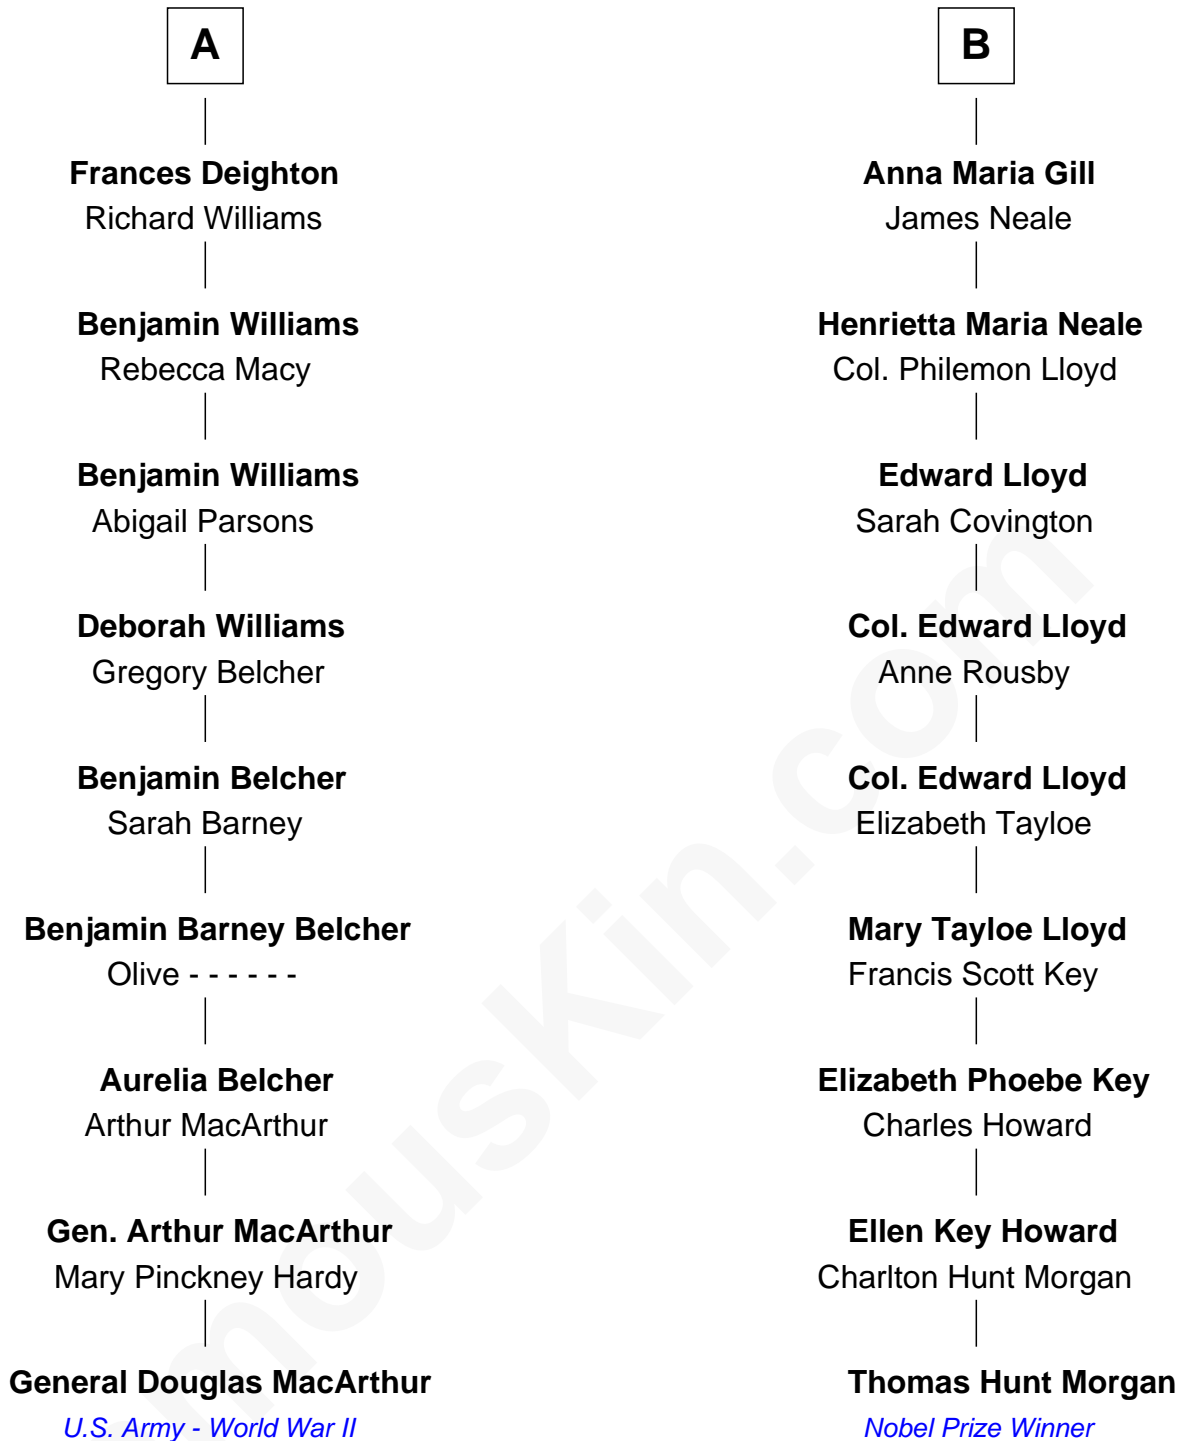 A
Frances Deighton
Richard Williams
Benjamin Williams
Rebecca Macy
Benjamin Williams
Abigail Parsons
Deborah Williams
Gregory Belcher
Benjamin Belcher
Sarah Barney
Benjamin Barney Belcher
Olive - - - - - -
Aurelia Belcher
Arthur MacArthur
Gen. Arthur MacArthur
Mary Pinckney Hardy
General Douglas MacArthur
U.S. Army - World War II
B
Anna Maria Gill
James Neale
Henrietta Maria Neale
Col. Philemon Lloyd
Edward Lloyd
Sarah Covington
Col. Edward Lloyd
Anne Rousby
Col. Edward Lloyd
Elizabeth Tayloe
Mary Tayloe Lloyd
Francis Scott Key
Elizabeth Phoebe Key
Charles Howard
Ellen Key Howard
Charlton Hunt Morgan
Thomas Hunt Morgan
Nobel Prize Winner
mousKin.com